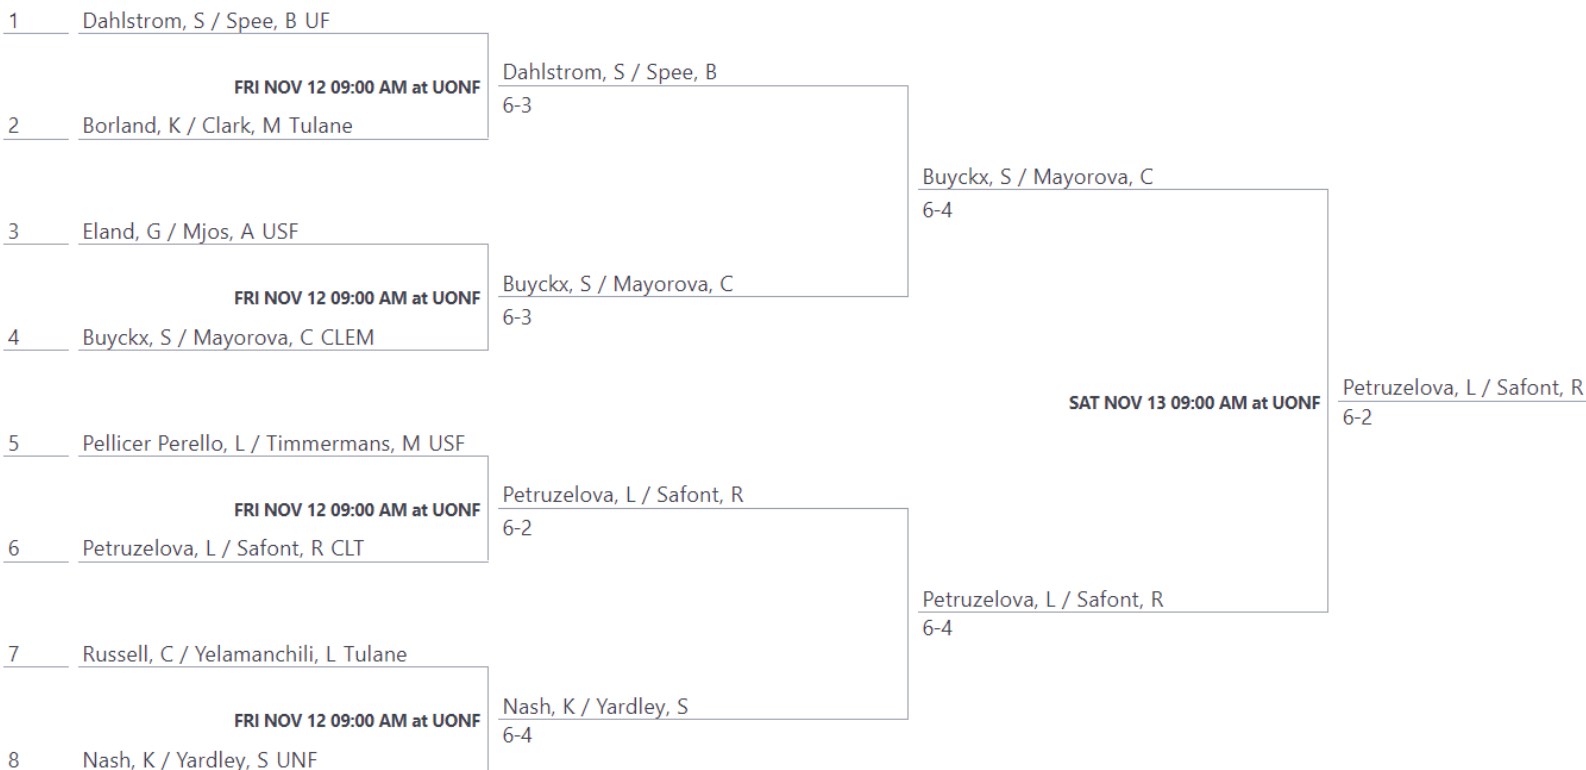 1 Dahlstrom, S / Spee, B UF
FRI NOV 12 09:00 AM at UONF
2 Borland, K / Clark, M Tulane
3 Eland, G / Mjos, A USF
FRI NOV 12 09:00 AM at UONF
4 Buyckx, S / Mayorova, C CLEM
5 Pellicer Perello, L / Timmermans, M USF
FRI NOV 12 09:00 AM at UONF
6 Petruzelova, L / Safont, R CLT
7 Russell, C / Yelamanchili, L Tulane
FRI NOV 12 09:00 AM at UONF
8 Nash, K / Yardley, S UNF
Dahlstrom, S / Spee, B
6-3
Buyckx, S / Mayorova, C
6-3
Petruzelova, L / Safont, R
6-2
Nash, K / Yardley, S
6-4
Buyckx, S / Mayorova, C
6-4
SAT NOV 13 09:00 AM at UONF
Petruzelova, L / Safont, R
6-4
Petruzelova, L / Safont, R
6-2